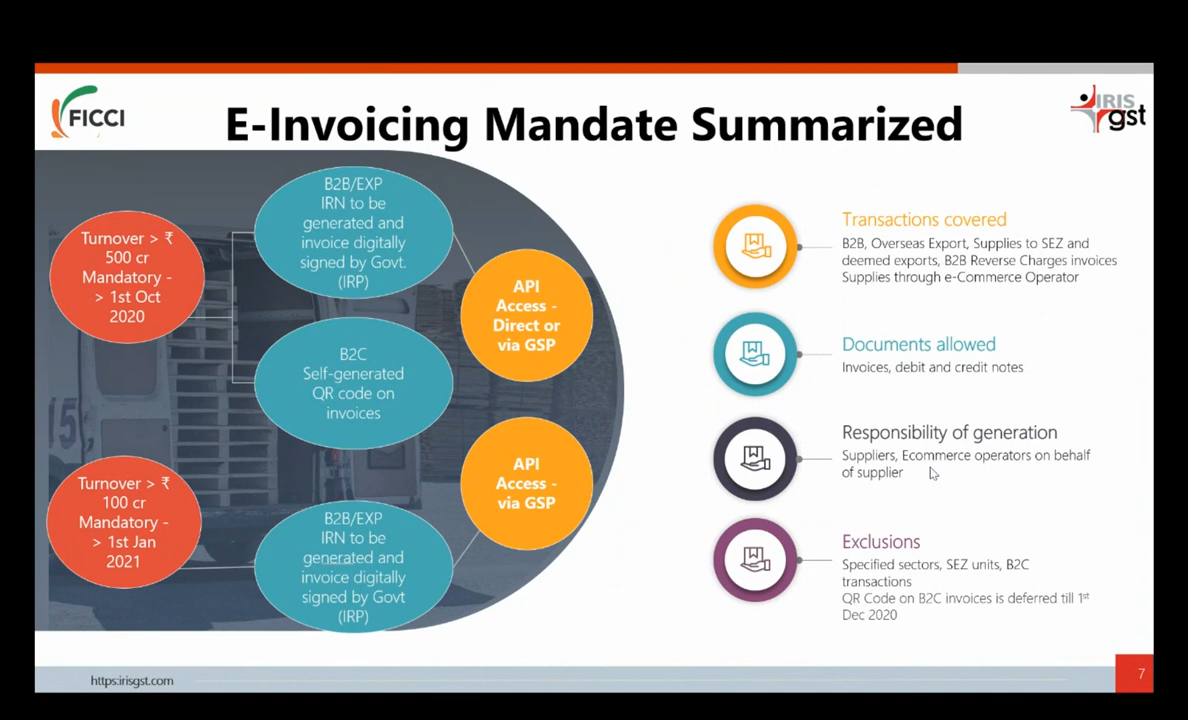 FICCI
E-Invoicing Mandate Summarized
IRIS
gst
Turnover > ₹
500 cr
Mandatory -
> 1st Oct
2020
B2B/EXP
IRN to be
generated and
invoice digitally
signed by Govt.
(IRP)
B2C
Self-generated
QR code on
invoices
API
Access -
Direct or
via GSP
Turnover > ₹
100 cr
Mandatory -
> 1st Jan
2021
B2B/EXP
IRN to be
generated and
invoice digitally
signed by Govt
(IRP)
API
Access -
via GSP
Transactions covered
B2B, Overseas Export, Supplies to SEZ and
deemed exports, B2B Reverse Charges invoices
Supplies through e-Commerce Operator
Documents allowed
Invoices, debit and credit notes
Responsibility of generation
Suppliers, Ecommerce operators on behalf
of supplier
Exclusions
Specified sectors, SEZ units, B2C
transactions
QR Code on B2C invoices is deferred till 1st
Dec 2020
15
https:irisgst.com
7